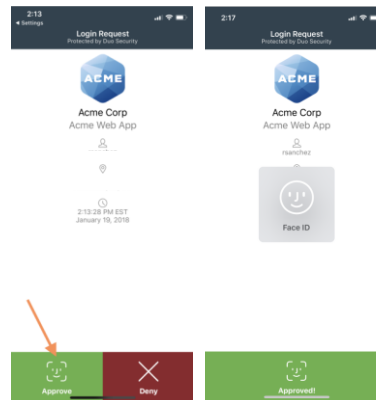 2:13
◂ Settings
Login Request
Protected by Duo Security
ACME
Acme Corp
Acme Web App
2:13:28 PM EST
January 19, 2018
Approve
Deny
2:17
Login Request
Protected by Duo Security
ACME
Acme Corp
Acme Web App
rsanchez
Face ID
Approved!